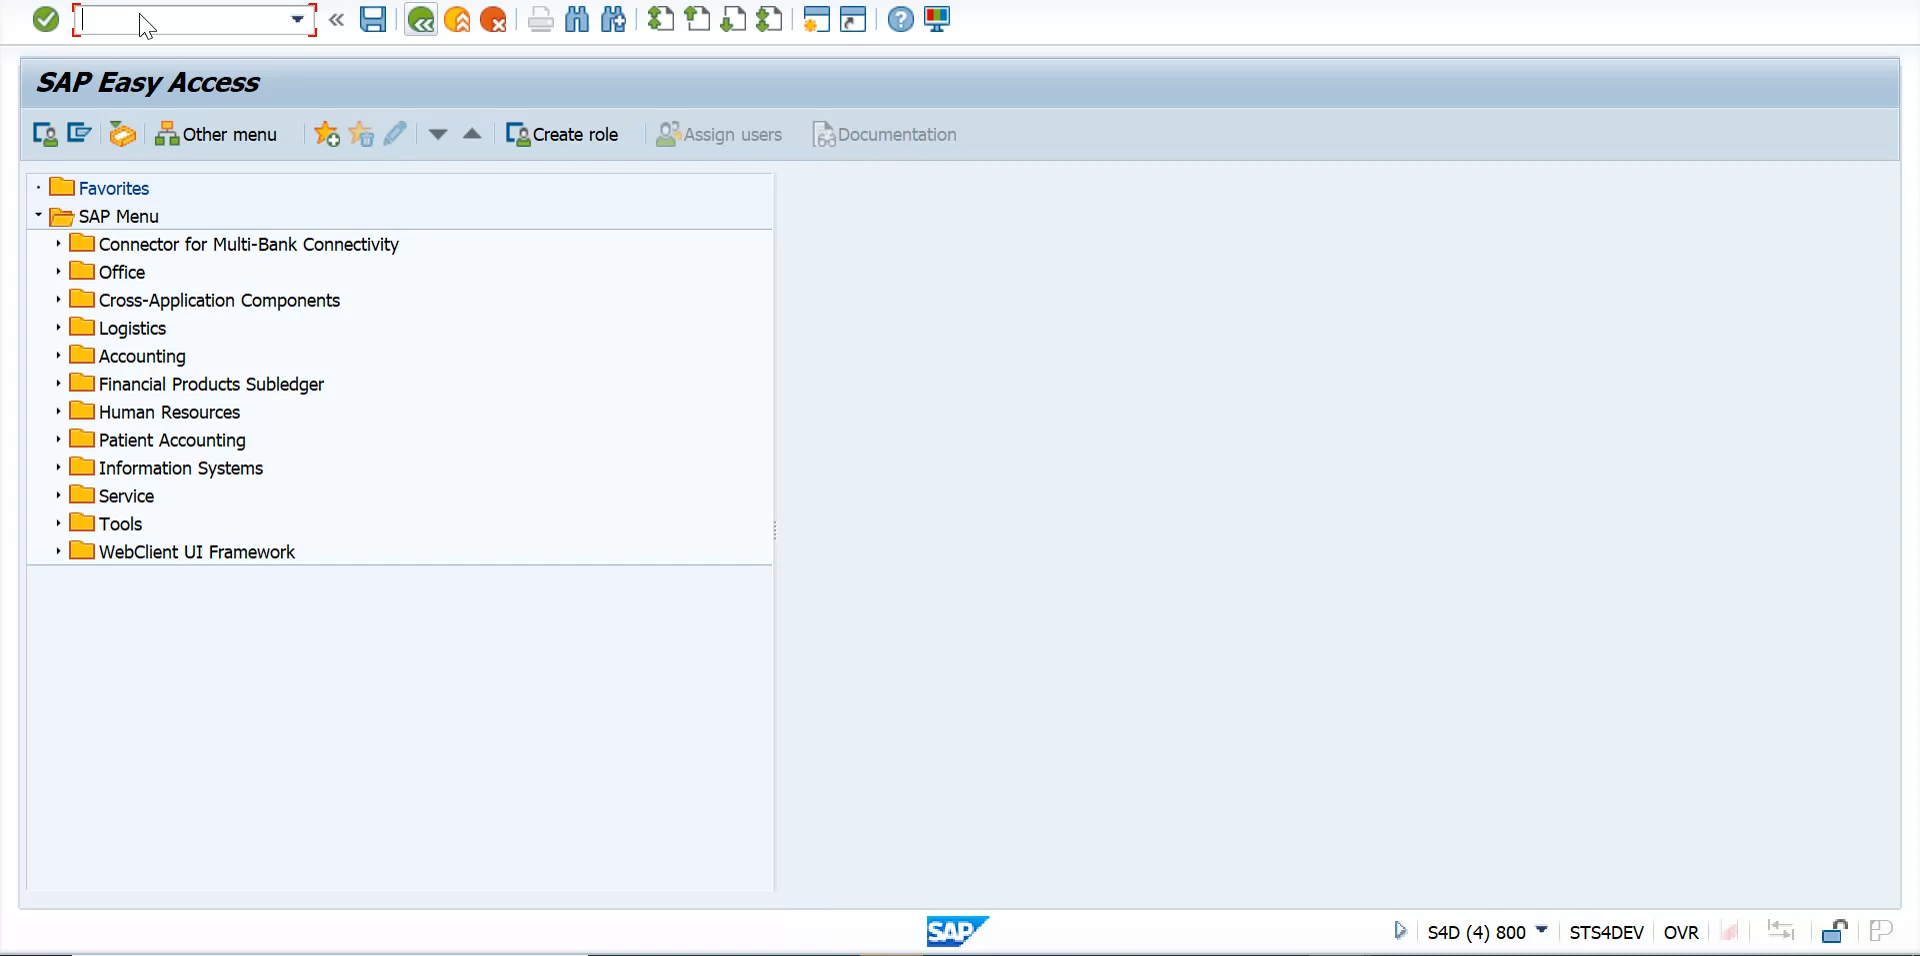 SAP Easy Access
Other menu Create role Assign users Documentation
Favorites
SAP Menu
Connector for Multi-Bank Connectivity
Office
Cross-Application Components
Logistics
Accounting
Financial Products Subledger
Human Resources
Patient Accounting
Information Systems
Service
Tools
WebClient UI Framework
SAP S4D (4) 800 STS4DEV OVR